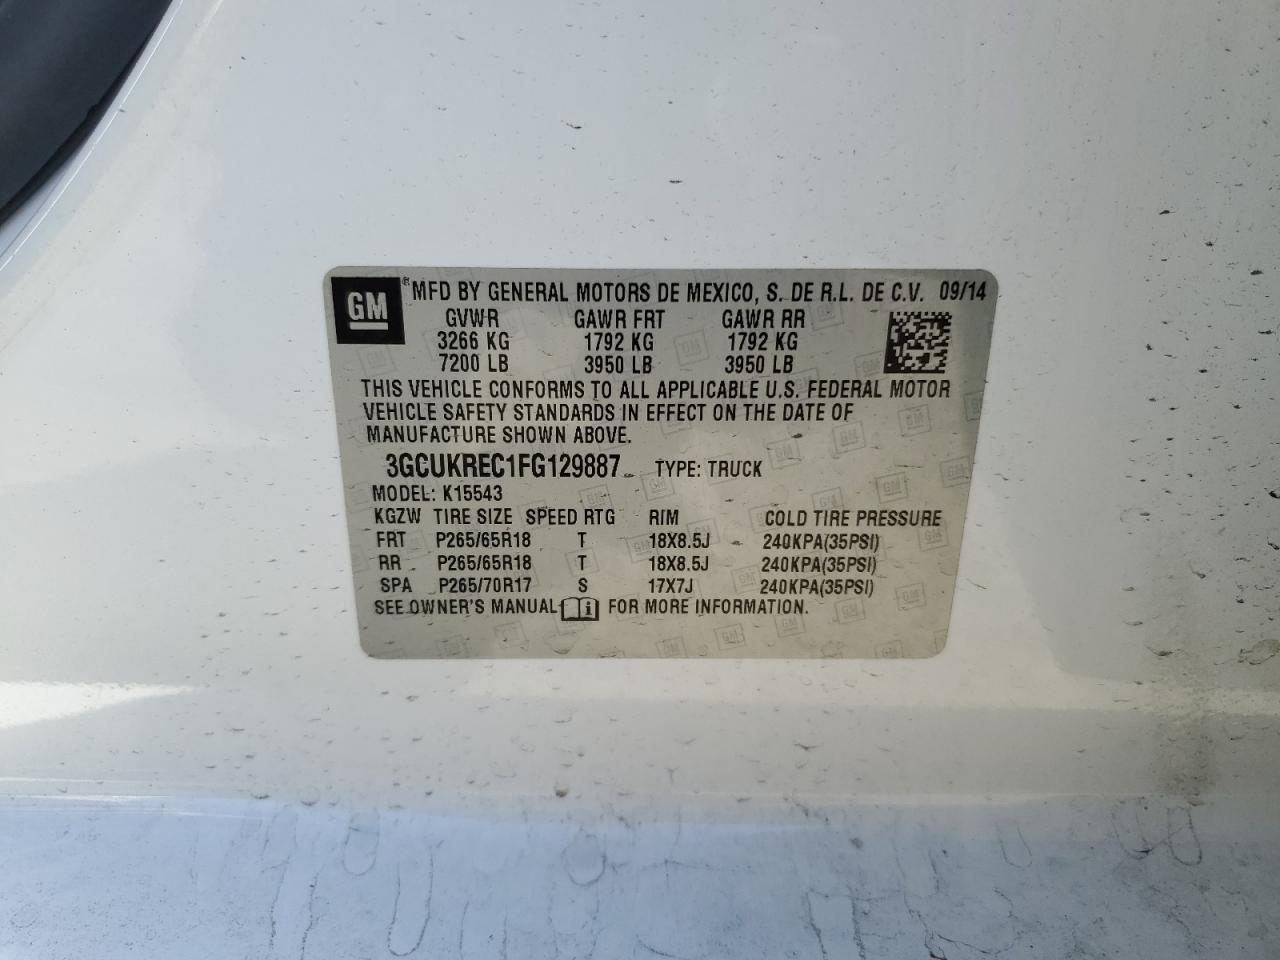 GM ® MFD BY GENERAL MOTORS DE MEXICO, S. DE R.L. DE C.V. 09/14
GVWR GAWR FRT GAWR RR
3266 KG 1792 KG 1792 KG
7200 LB 3950 LB 3950 LB
THIS VEHICLE CONFORMS TO ALL APPLICABLE U.S. FEDERAL MOTOR
VEHICLE SAFETY STANDARDS IN EFFECT ON THE DATE OF
MANUFACTURE SHOWN ABOVE.
3GCUKREC1FG129887 TYPE: TRUCK
MODEL: K15543
KGZW TIRE SIZE SPEED RTG RIM COLD TIRE PRESSURE
FRT P265/65R18 T 18X8.5J 240KPA(35PSI)
RR P265/65R18 T 18X8.5J 240KPA(35PSI)
SPA P265/70R17 S 17X7J 240KPA(35PSI)
SEE OWNER'S MANUAL i FOR MORE INFORMATION.